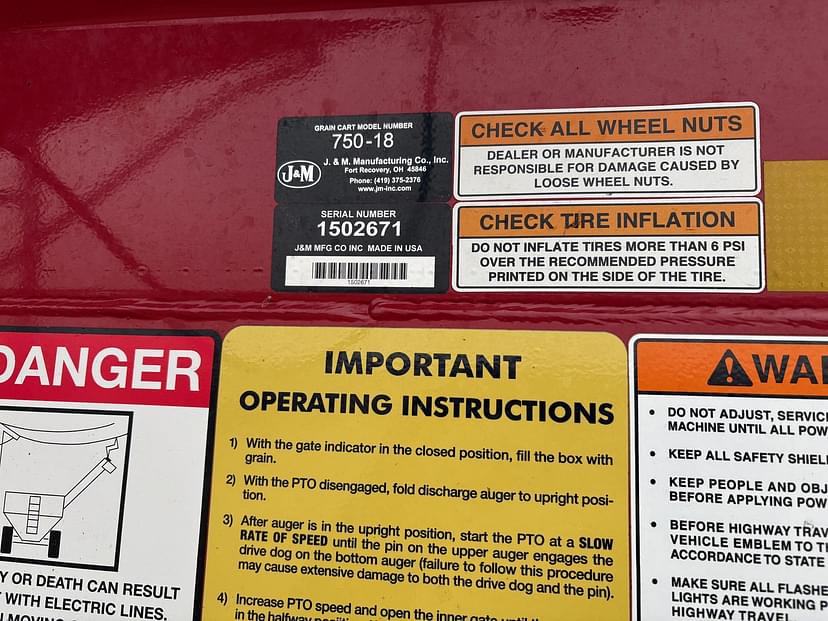 GRAIN CART MODEL NUMBER
750-18
J&M
J. & M. Manufacturing Co., Inc.
Fort Recovery, OH 45846
Phone: (419) 375-2376
www.jm-inc.com
SERIAL NUMBER
1502671
J&M MFG CO INC MADE IN USA
1502671
CHECK ALL WHEEL NUTS
DEALER OR MANUFACTURER IS NOT
RESPONSIBLE FOR DAMAGE CAUSED BY
LOOSE WHEEL NUTS.
CHECK TIRE INFLATION
DO NOT INFLATE TIRES MORE THAN 6 PSI
OVER THE RECOMMENDED PRESSURE
PRINTED ON THE SIDE OF THE TIRE.
DANGER
Y OR DEATH CAN RESULT
WITH ELECTRIC LINES.
IMPORTANT
OPERATING INSTRUCTIONS
1) With the gate indicator in the closed position, fill the box with
grain.
2) With the PTO disengaged, fold discharge auger to upright posi-
tion.
3) After auger is in the upright position, start the PTO at a SLOW
RATE OF SPEED until the pin on the upper auger engages the
drive dog on the bottom auger (failure to follow this procedure
may cause extensive damage to both the drive dog and the pin).
4) Increase PTO speed and open the inner gate until the
in the halfway
WAR
• DO NOT ADJUST, SERVIC
MACHINE UNTIL ALL POW
• KEEP ALL SAFETY SHIEL
• KEEP PEOPLE AND OBJ
BEFORE APPLYING POW
• BEFORE HIGHWAY TRAV
VEHICLE EMBLEM TO TH
ACCORDANCE TO STATE
• MAKE SURE ALL FLASHE
LIGHTS ARE WORKING P
HIGHWAY TRAVEL